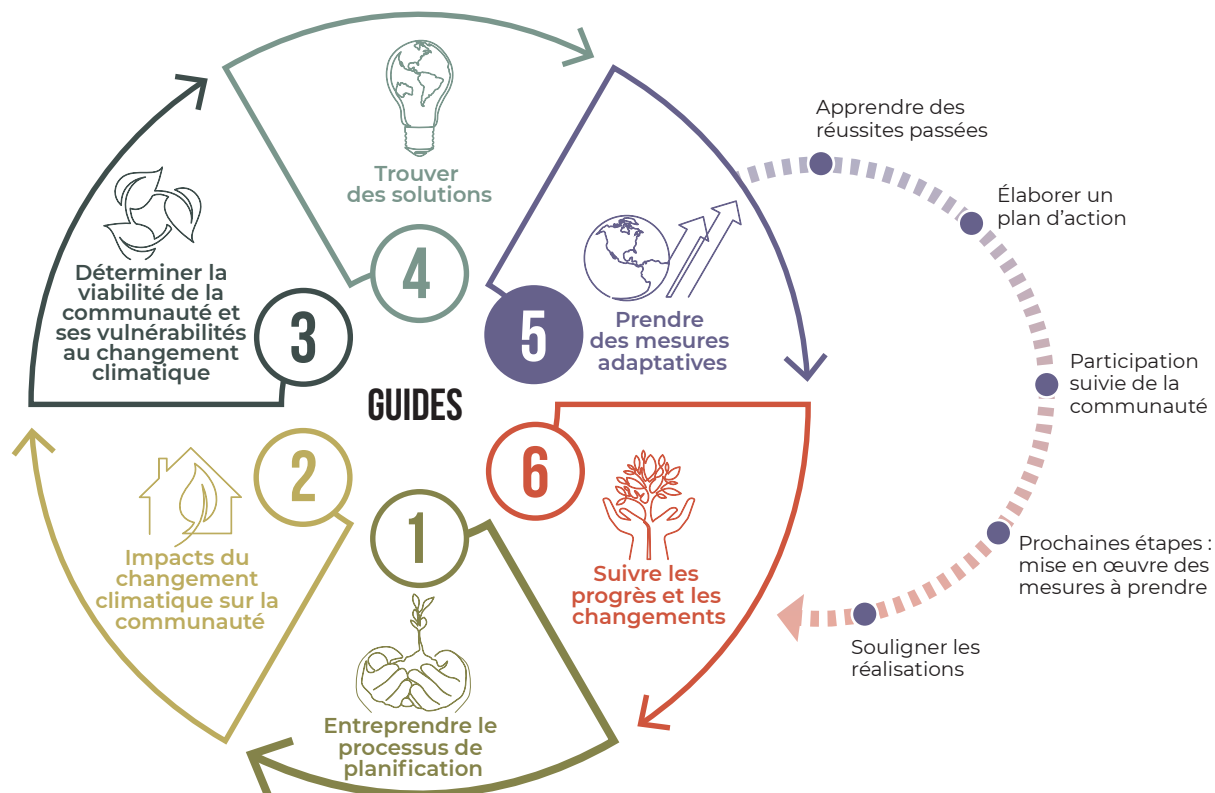 GUIDES
1
Entreprendre le
processus de
planification
2
Impacts du
changement
climatique sur la
communauté
3
Déterminer la
viabilité de la
communauté et
ses vulnérabilités
au changement
climatique
4
Trouver
des solutions
5
Prendre
des mesures
adaptatives
6
Suivre les
progrès et les
changements
Apprendre des
réussites passées
Élaborer un
plan d’action
Participation
suivie de la
communauté
Prochaines étapes :
mise en œuvre des
mesures à prendre
Souligner les
réalisations